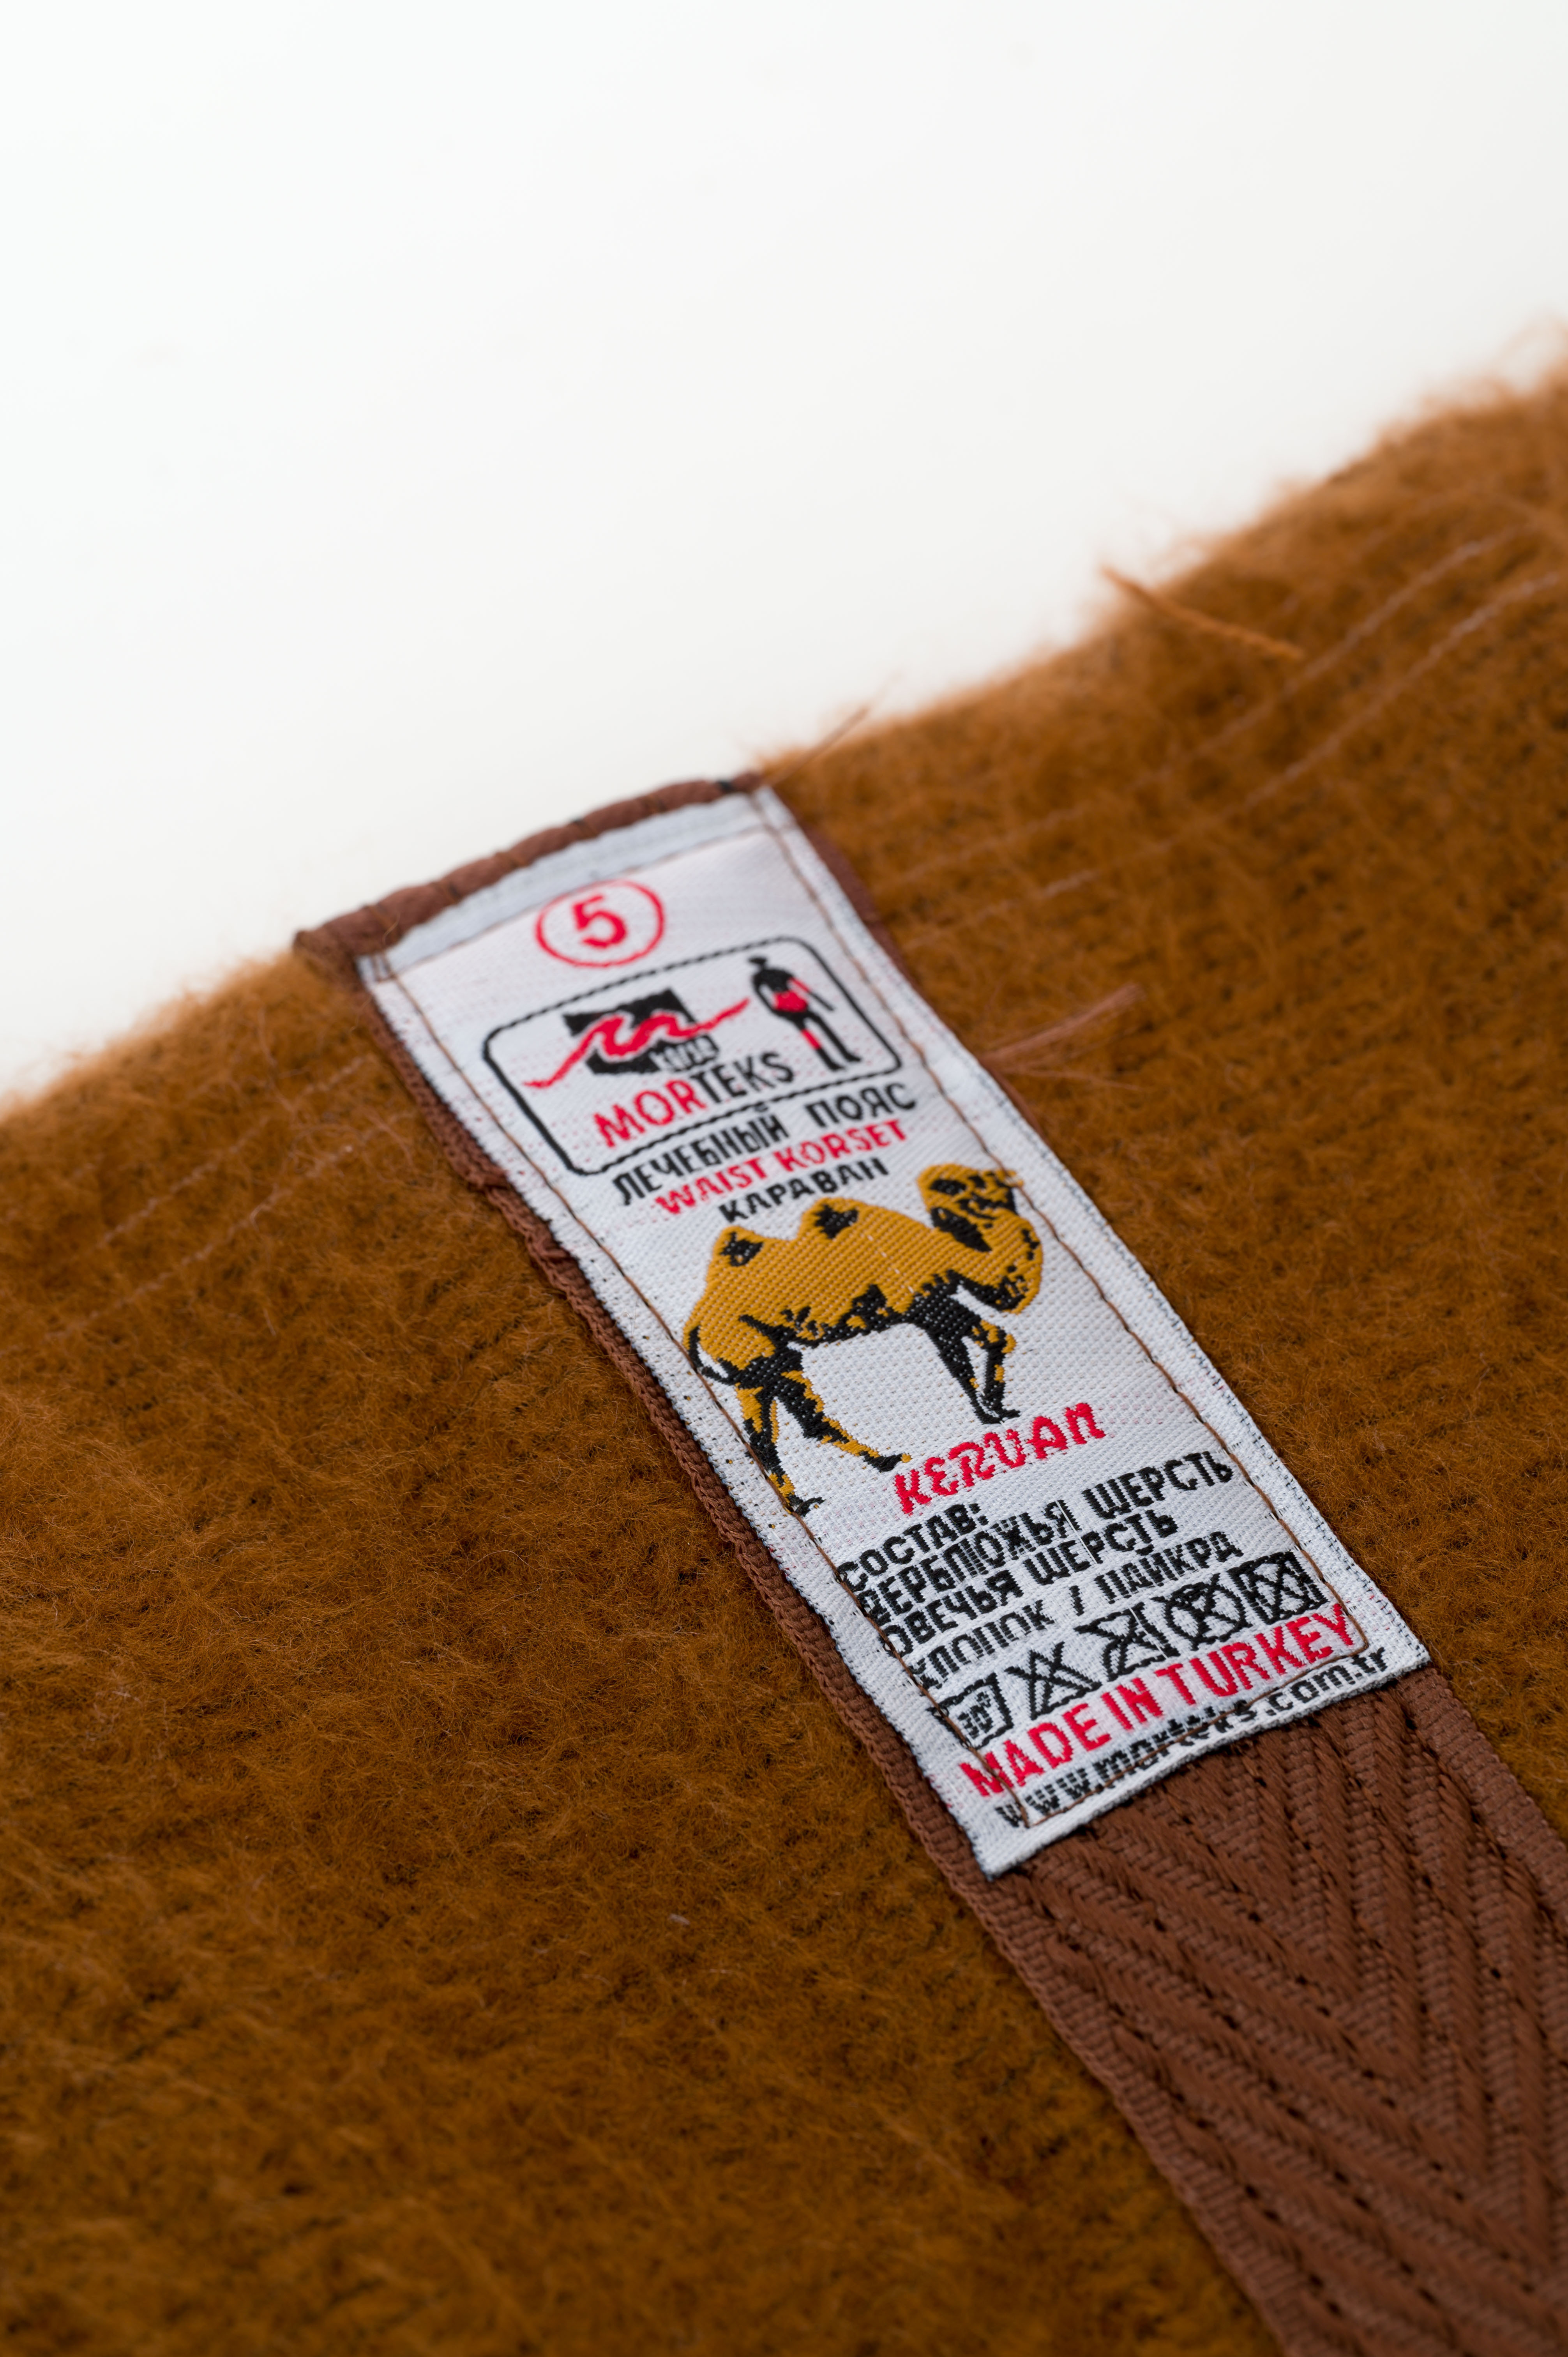 5
MORTEKS
ЛЕЧЕБНЫЙ ПОЯС
WAIST KORSET
КАРАВАН
KERVAN
СОСТАВ:
ВЕРБЛЮЖЬЯ ШЕРСТЬ
ОВЕЧЬЯ ШЕРСТЬ
ХЛОПОК / ЛАЙКРА
30°
MADE IN TURKEY
www.morteks.com.tr